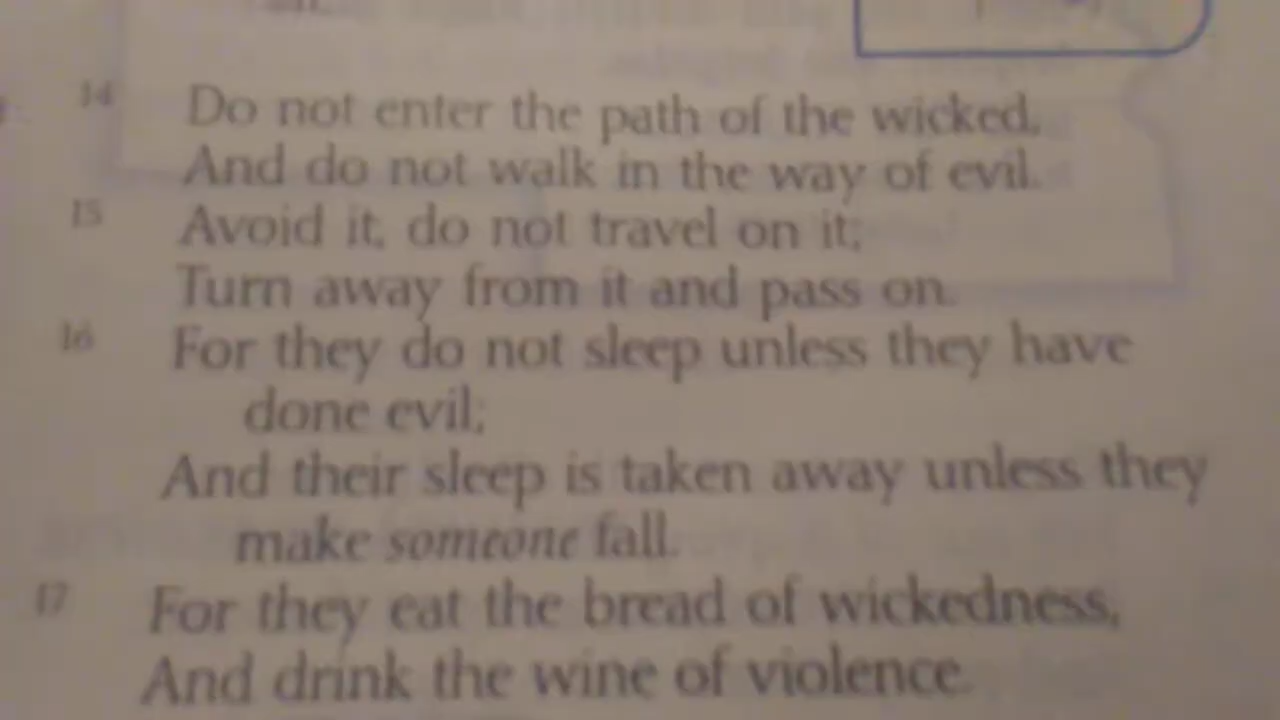 14 Do not enter the path of the wicked,
And do not walk in the way of evil.
15 Avoid it, do not travel on it;
Turn away from it and pass on.
16 For they do not sleep unless they have
done evil;
And their sleep is taken away unless they
make someone fall.
17 For they eat the bread of wickedness,
And drink the wine of violence.